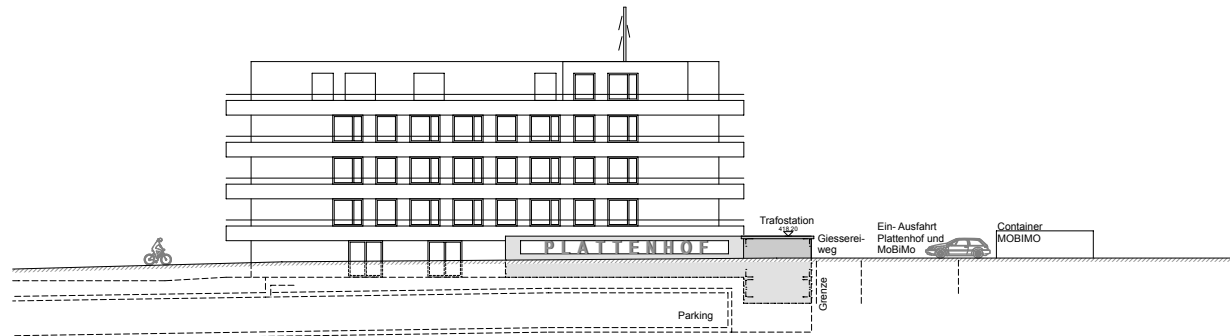 PLATTENHOF
Trafostation
418.20
Giesserei-
weg
Ein- Ausfahrt
Plattenhof und
MoBiMo
Container
MOBIMO
Grenze
Parking